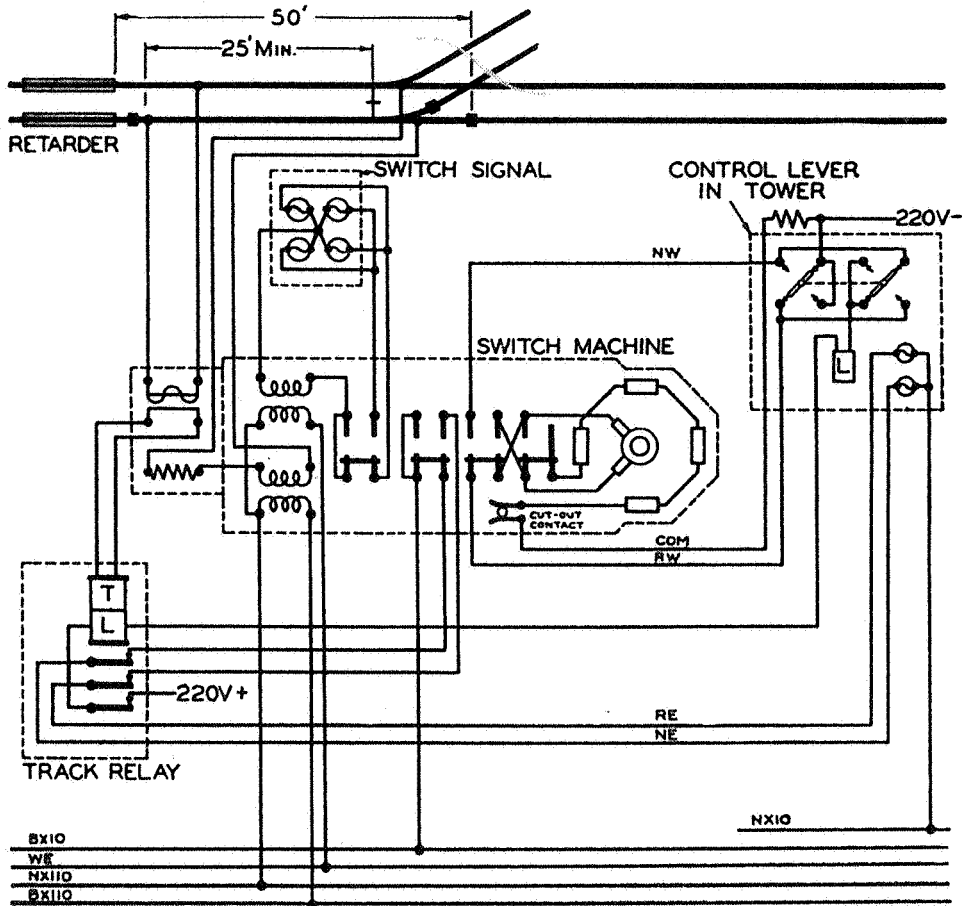 50'
25' MIN.
RETARDER
SWITCH SIGNAL
CONTROL LEVER
IN TOWER
220V-
NW
SWITCH MACHINE
L
CUT-OUT
CONTACT
COM
RW
T
L
220V+
RE
NE
TRACK RELAY
NX10
BX10
WE
NX110
BX110